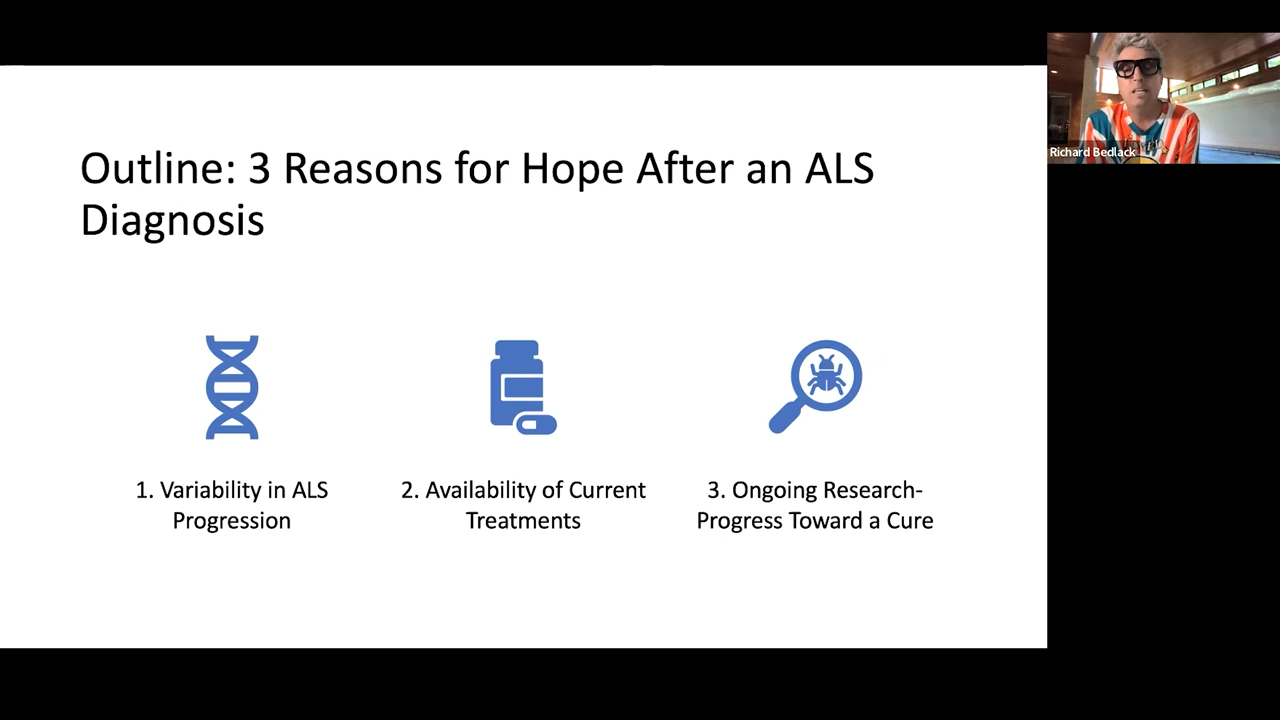 Outline: 3 Reasons for Hope After an ALS
Diagnosis
1. Variability in ALS
Progression
2. Availability of Current
Treatments
3. Ongoing Research-
Progress Toward a Cure
Richard Bedlack